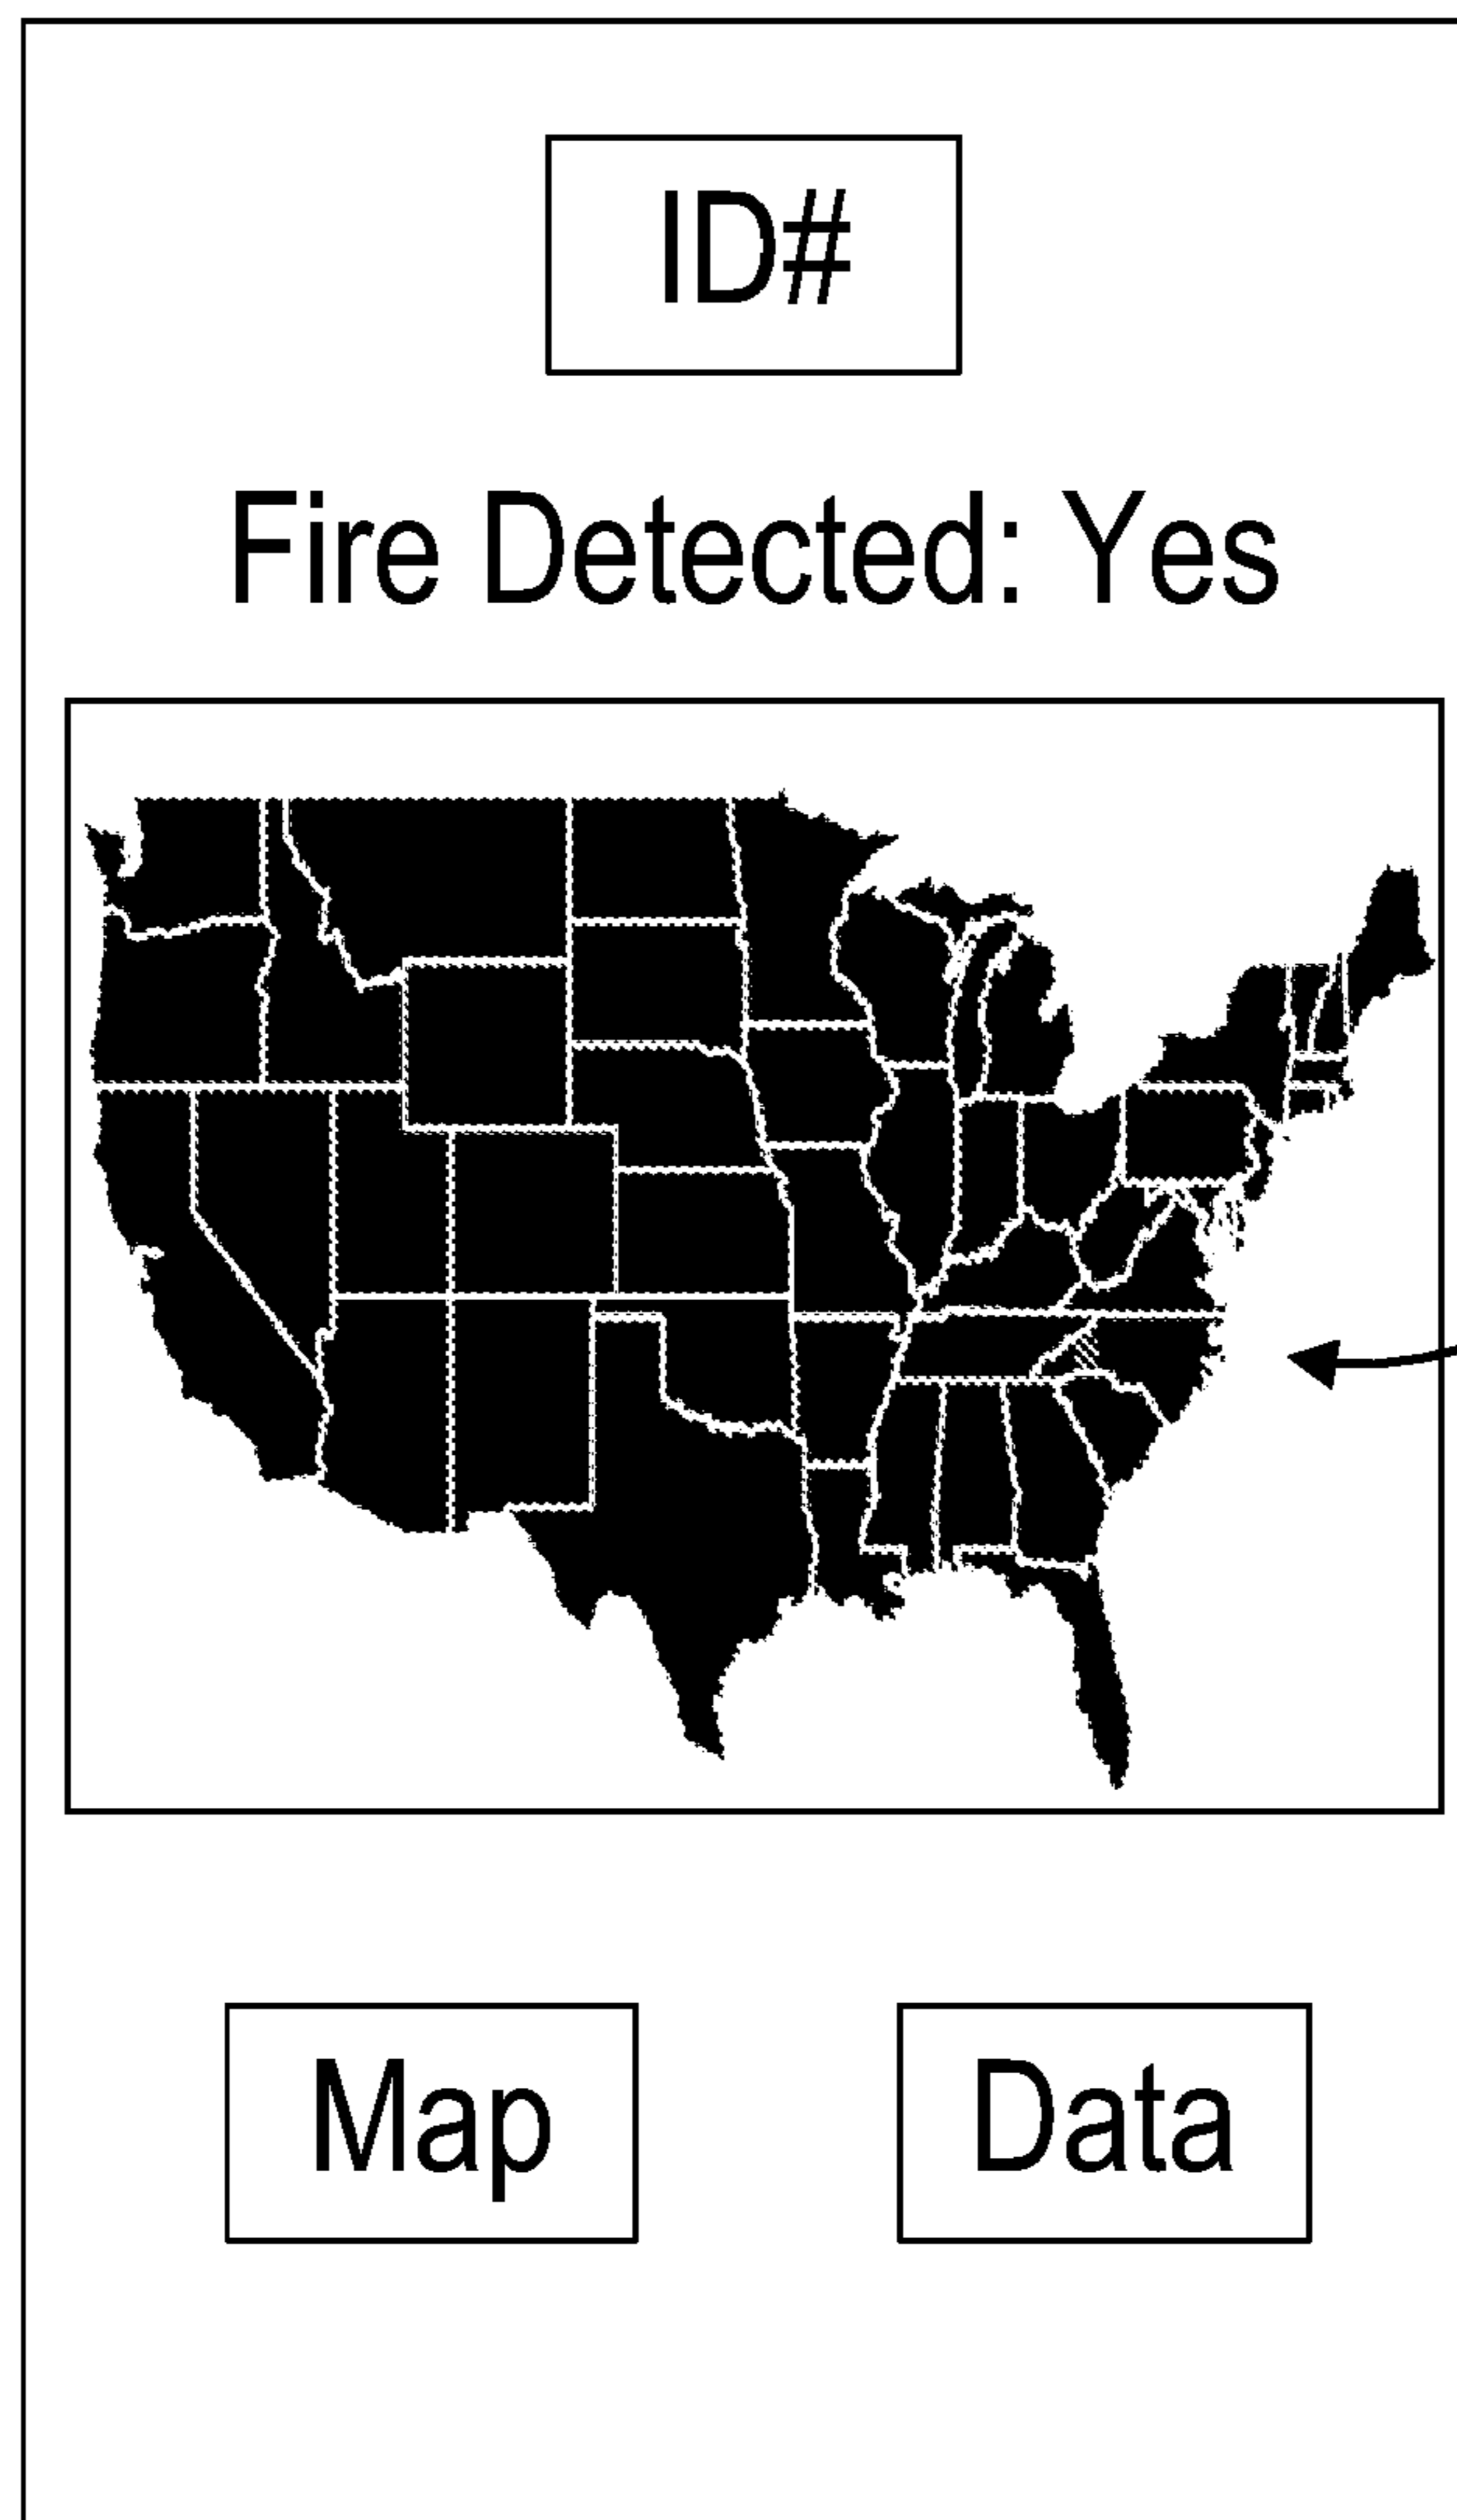 ID#
Fire Detected: Yes
Map
Data